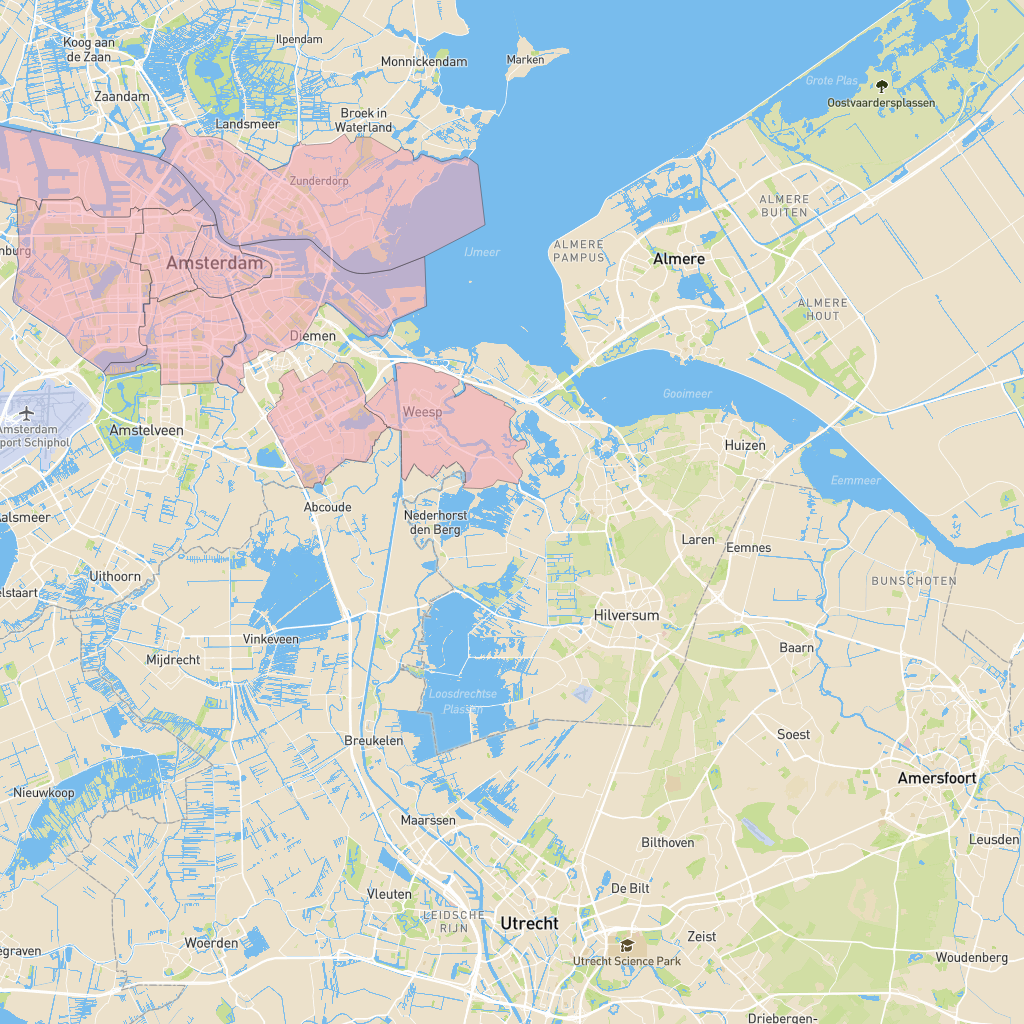 Koog aan
de Zaan
Ilpendam
Monnickendam
Marken
Zaandam
Landsmeer
Broek in
Waterland
Grote Plas
Oostvaardersplassen
Zunderdorp
ALMERE
BUITEN
Amsterdam
IJmeer
ALMERE
PAMPUS
Almere
ALMERE
HOUT
Diemen
Gooimeer
Weesp
Amsterdam
port Schiphol
Amstelveen
Huizen
Eemmeer
Abcoude
Nederhorst
den Berg
Aalsmeer
Laren
Eemnes
Uithoorn
BUNSCHOTEN
elstaart
Hilversum
Vinkeveen
Baarn
Mijdrecht
Loosdrechtse
Plassen
Breukelen
Soest
Nieuwkoop
Amersfoort
Maarssen
Bilthoven
Leusden
Vleuten
De Bilt
LEIDSCHE
RIJN
Utrecht
Woerden
Zeist
egraven
Utrecht Science Park
Woudenberg
Driebergen-